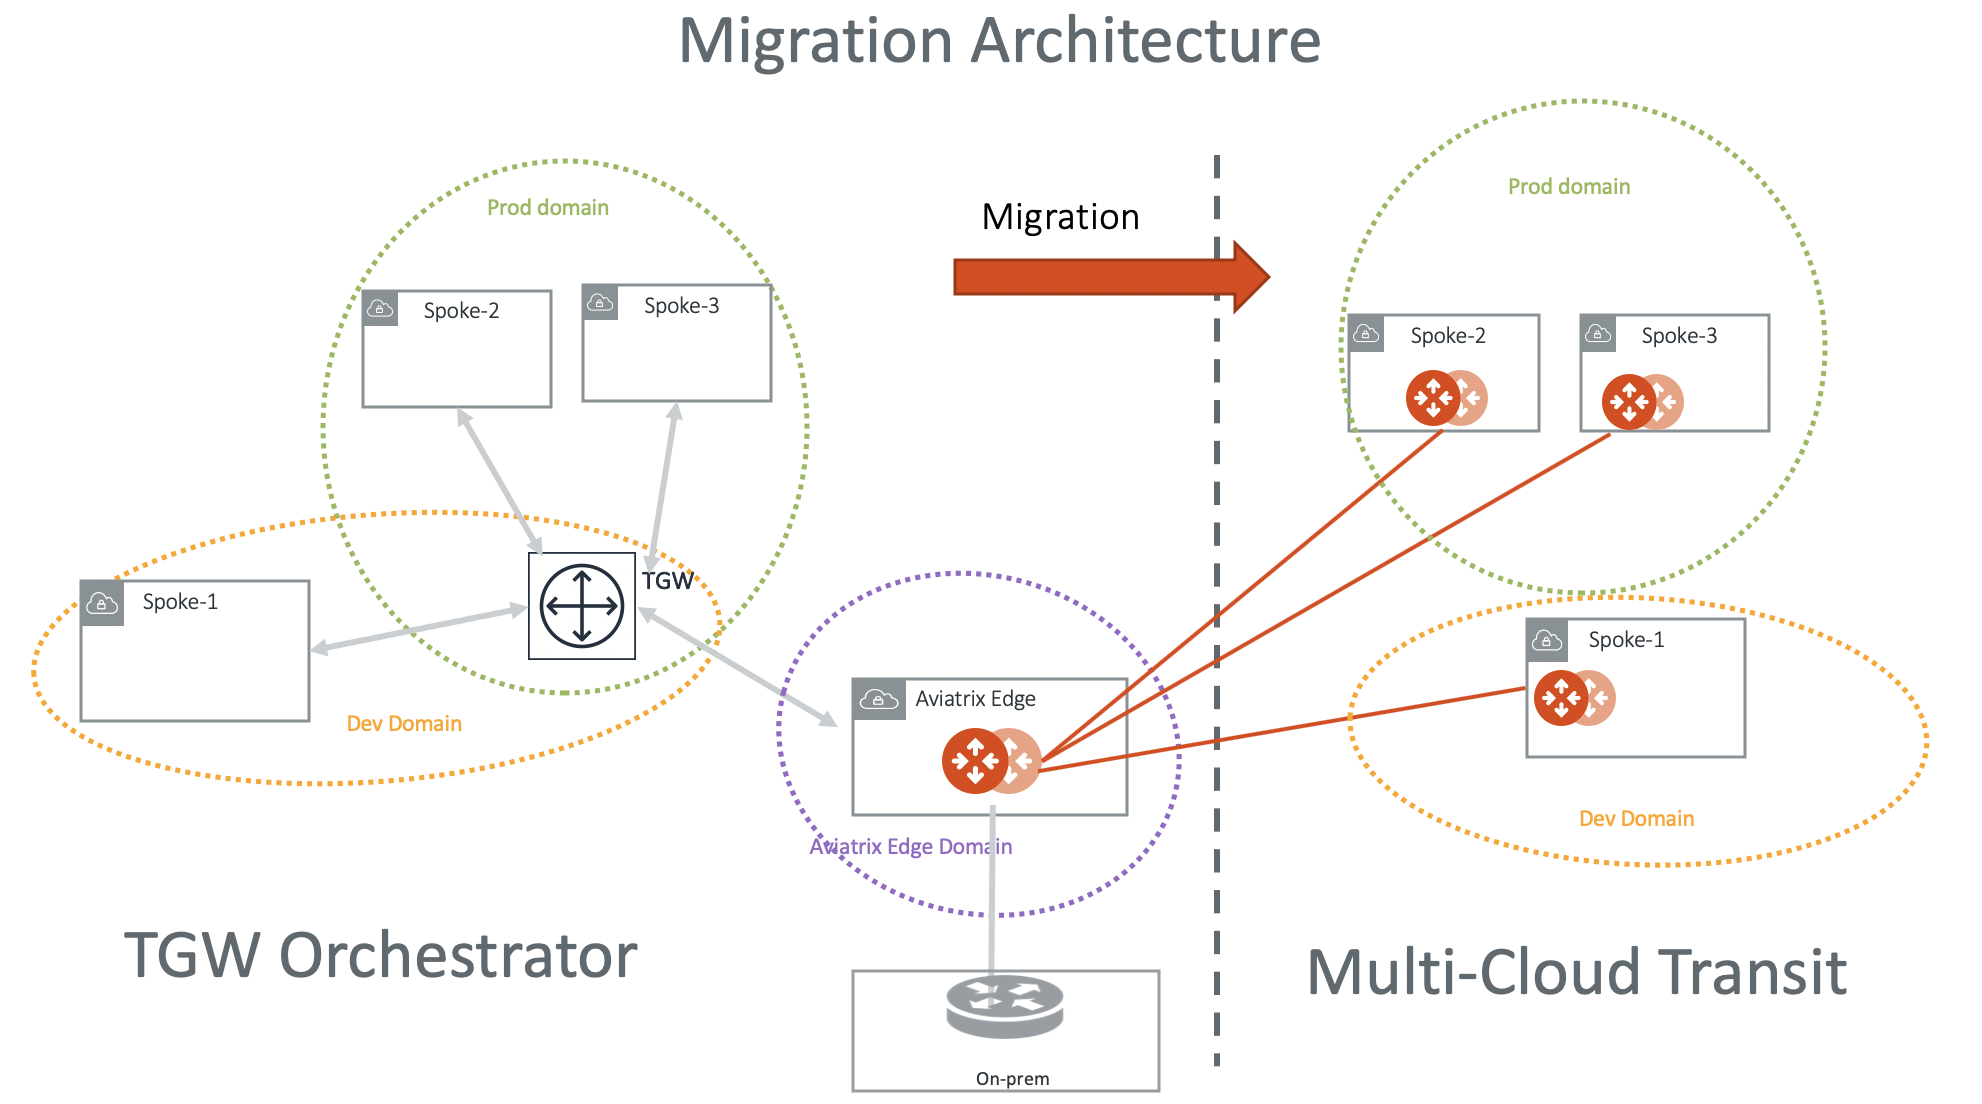 Migration Architecture
Prod domain
Spoke-2
Spoke-3
TGW
Spoke-1
Dev Domain
TGW Orchestrator
Migration
Aviatrix Edge
Aviatrix Edge Domain
On-prem
Prod domain
Spoke-2
Spoke-3
Spoke-1
Dev Domain
Multi-Cloud Transit